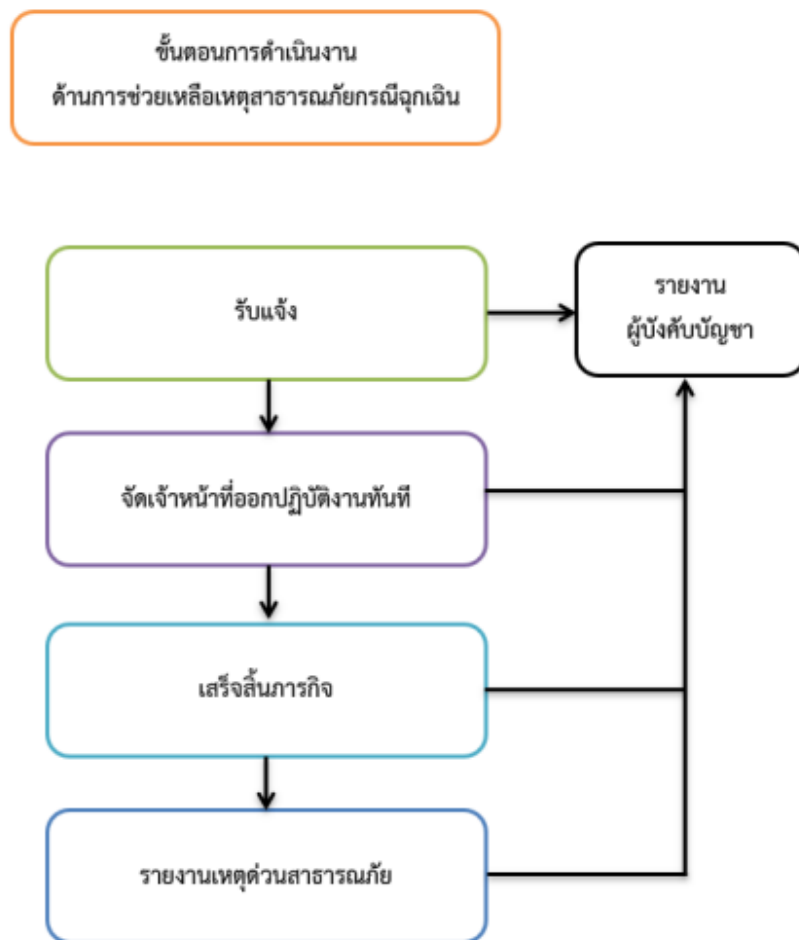 ขั้นตอนการดำเนินงาน
ด้านการช่วยเหลือเหตุสาธารณภัยกรณีฉุกเฉิน
รับแจ้ง
รายงาน
ผู้บังคับบัญชา
จัดเจ้าหน้าที่ออกปฏิบัติงานทันที
เสร็จสิ้นภารกิจ
รายงานเหตุด่วนสาธารณภัย